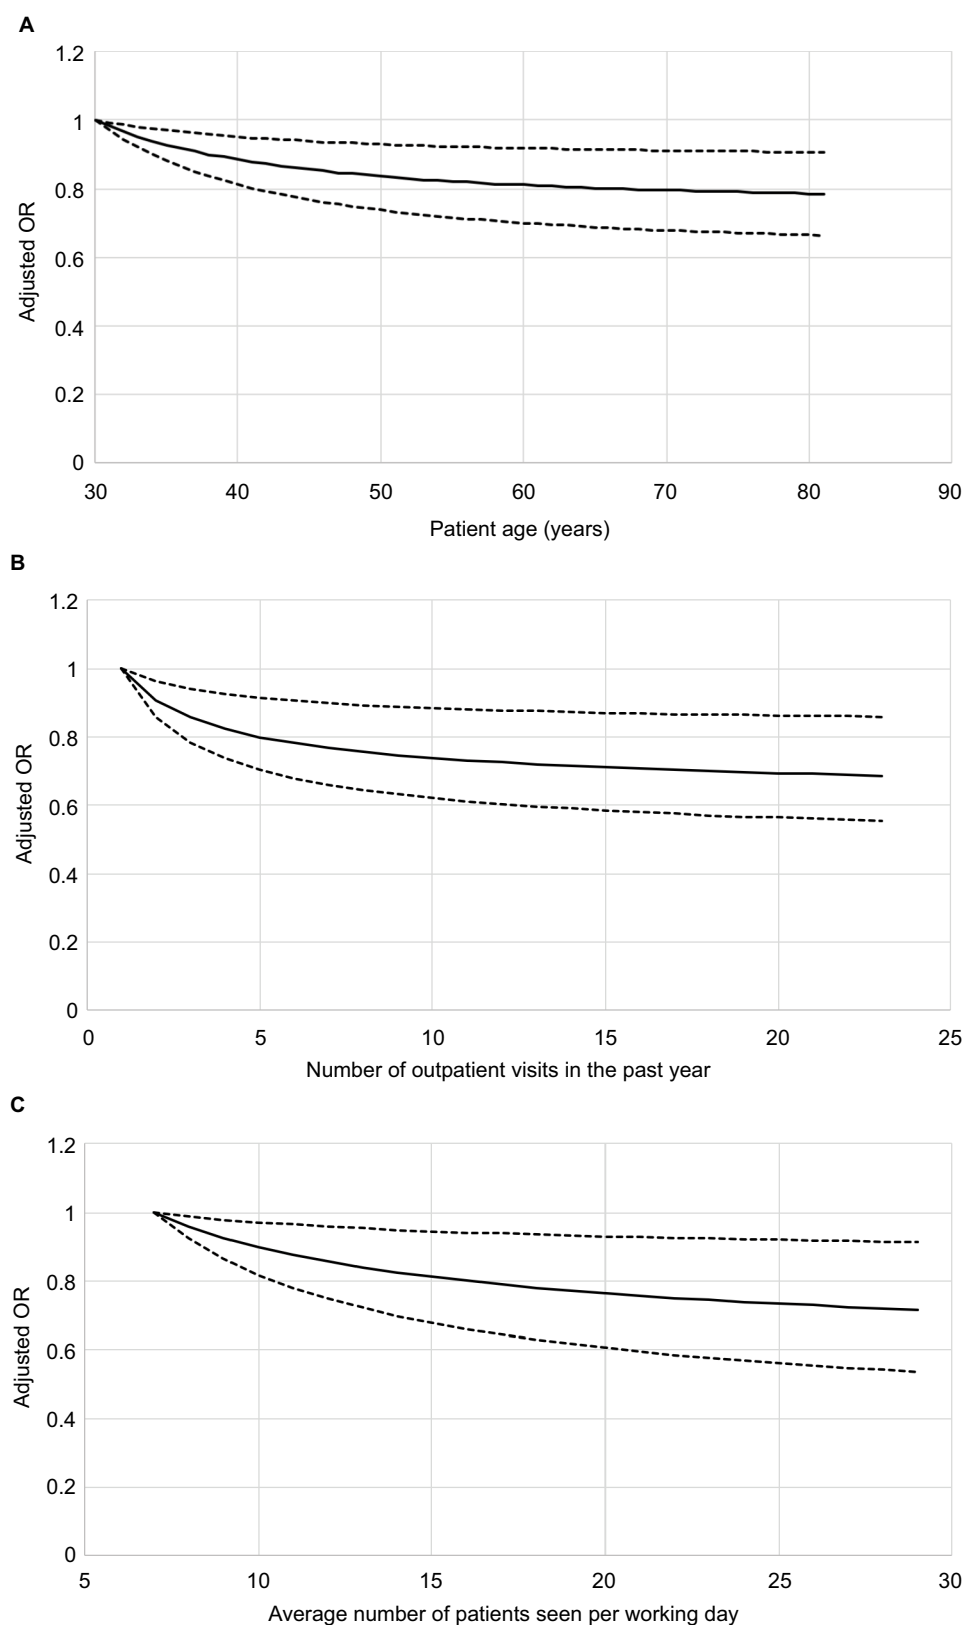 A
1.2
1
0.8
0.6
0.4
0.2
0
Adjusted OR
30 40 50 60 70 80 90
Patient age (years)
B
1.2
1
0.8
0.6
0.4
0.2
0
Adjusted OR
0 5 10 15 20 25
Number of outpatient visits in the past year
C
1.2
1
0.8
0.6
0.4
0.2
0
Adjusted OR
5 10 15 20 25 30
Average number of patients seen per working day